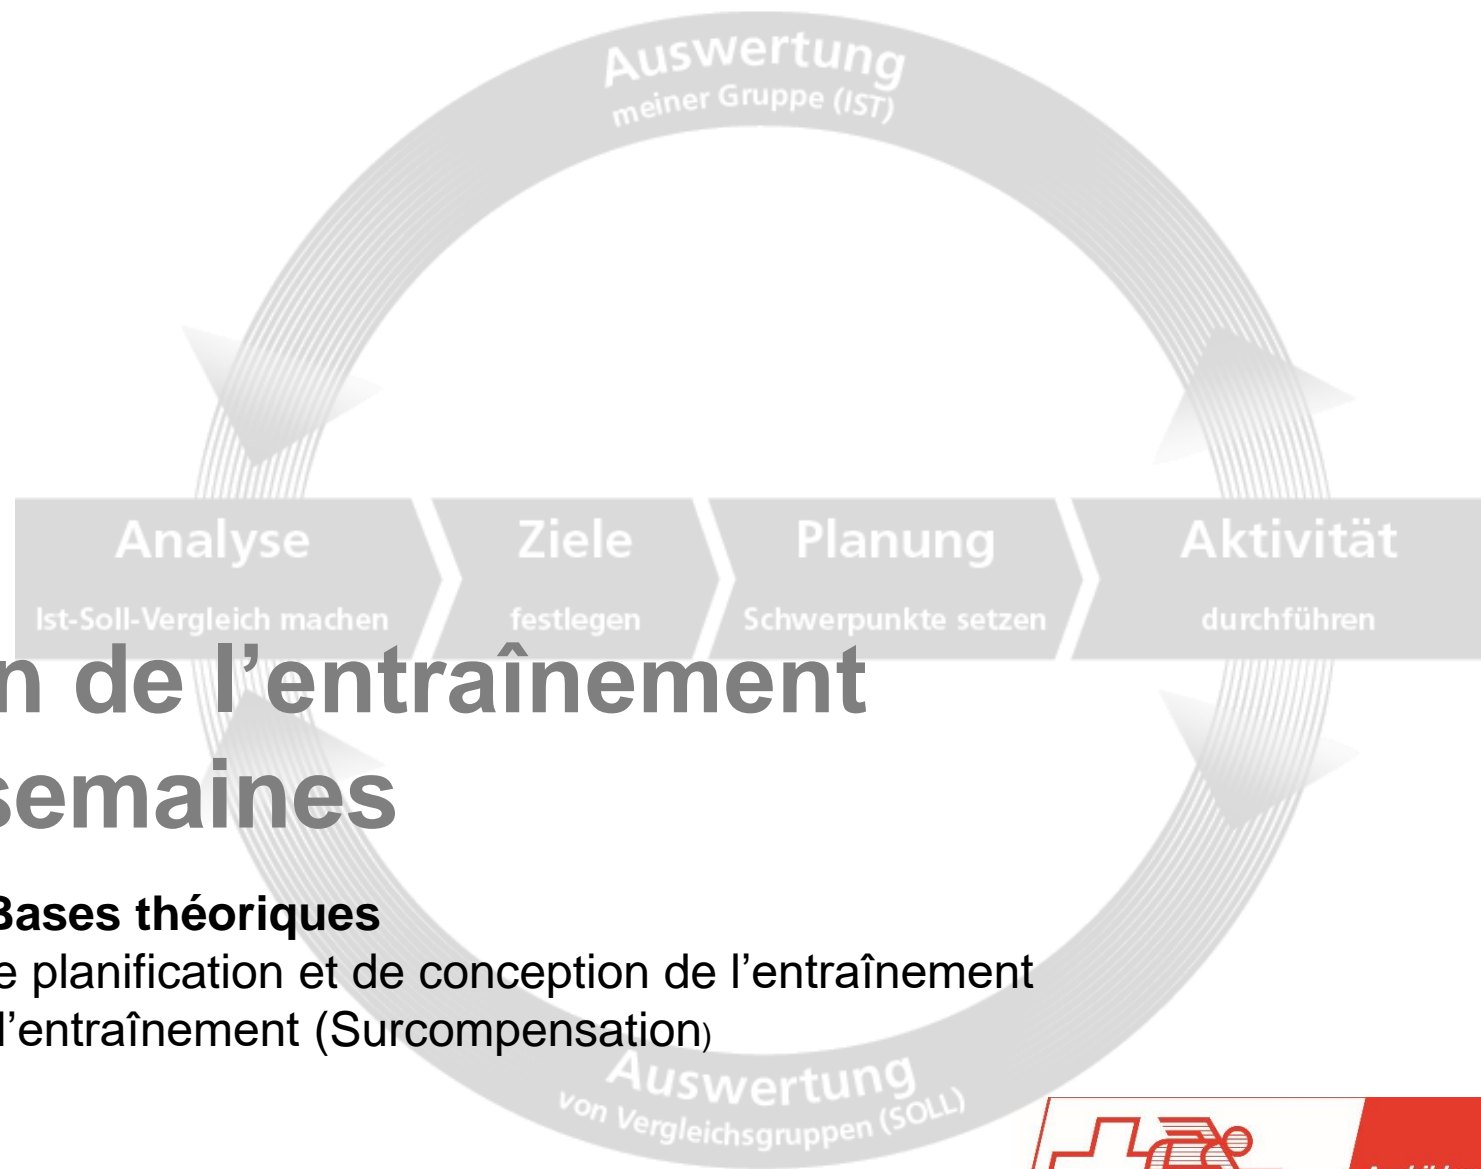 Auswertung
meiner Gruppe (IST)
Analyse
Ist-Soll-Vergleich machen
Ziele
festlegen
Planung
Schwerpunkte setzen
Aktivität
durchführen
n de l’entraînement
semaines
Bases théoriques
e planification et de conception de l’entraînement
l’entraînement (Surcompensation)
Auswertung
von Vergleichsgruppen (SOLL)